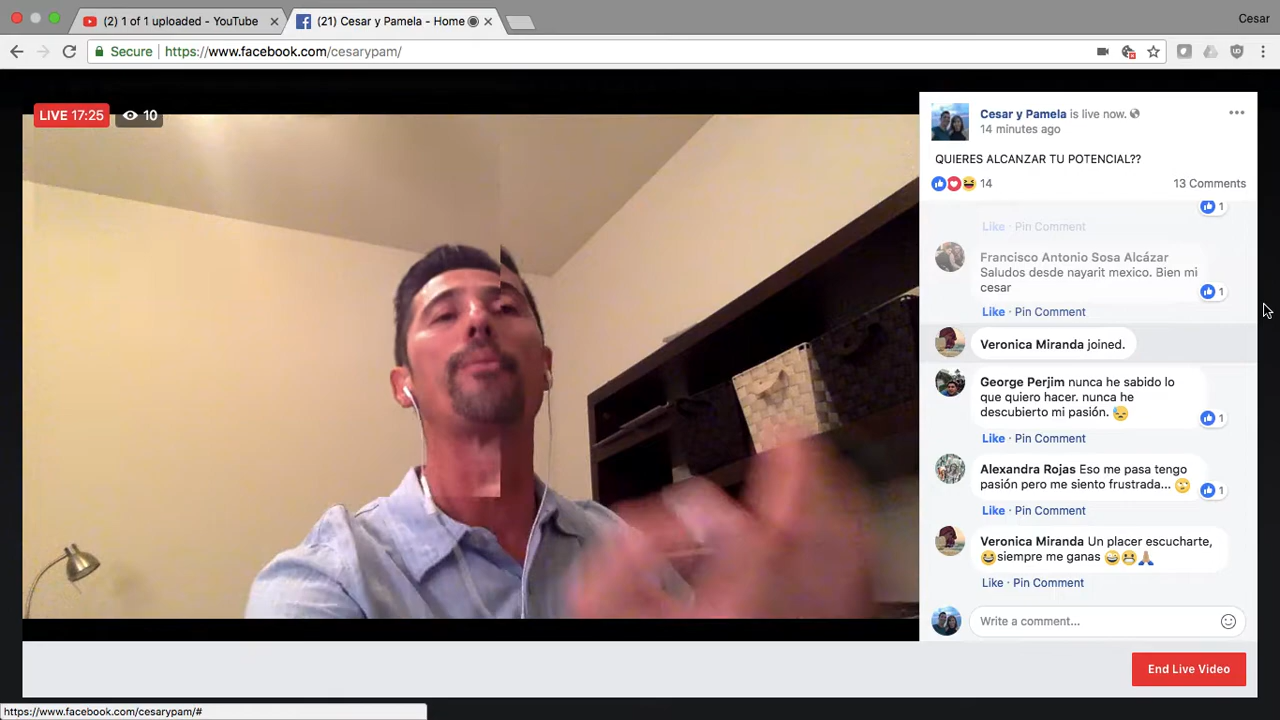 (2) 1 of 1 uploaded - YouTube
(21) Cesar y Pamela - Home
Cesar
Secure
https://www.facebook.com/cesarypam/
LIVE 17:25
10
Cesar y Pamela is live now.
14 minutes ago
QUIERES ALCANZAR TU POTENCIAL??
14
13 Comments
1
Like · Pin Comment
Francisco Antonio Sosa Alcázar
Saludos desde nayarit mexico. Bien mi
cesar
1
Like · Pin Comment
Veronica Miranda joined.
George Perjim nunca he sabido lo
que quiero hacer. nunca he
descubierto mi pasión. 😓
1
Like · Pin Comment
Alexandra Rojas Eso me pasa tengo
pasión pero me siento frustrada... 🙄
1
Like · Pin Comment
Veronica Miranda Un placer escucharte,
😂siempre me ganas 😅😬🙏🏽
Like · Pin Comment
Write a comment...
End Live Video
https://www.facebook.com/cesarypam/#